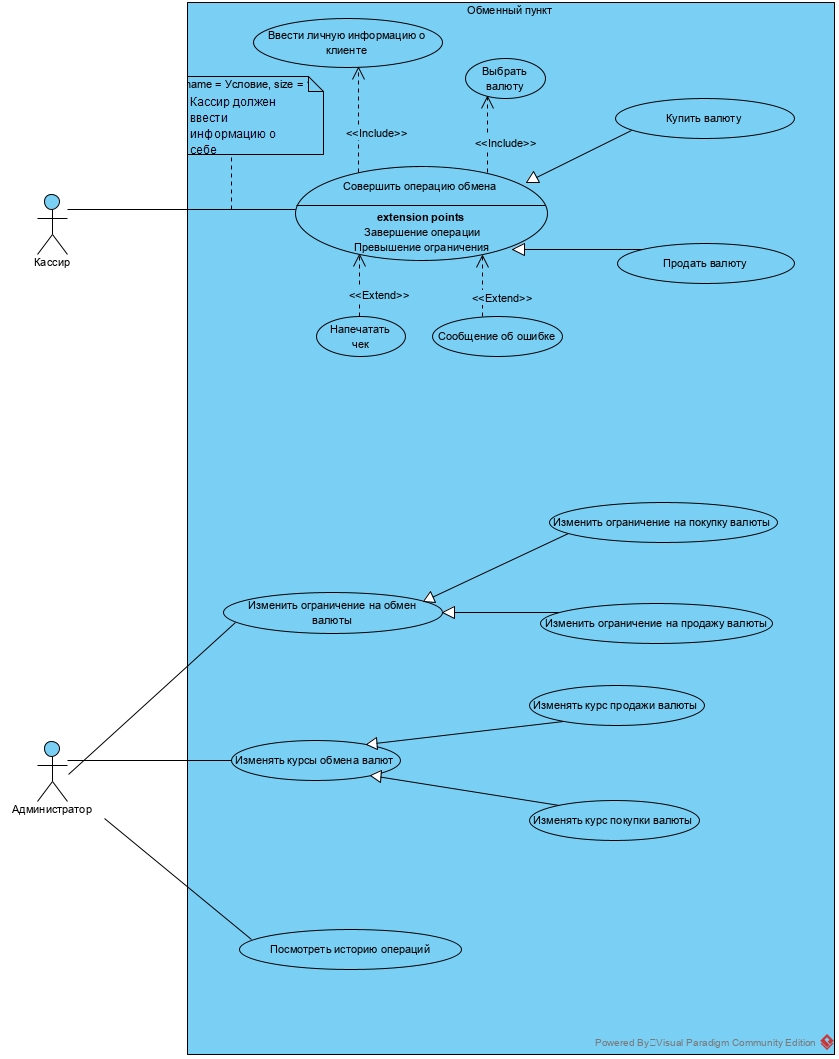 Обменный пункт
Ввести личную информацию о
клиенте
Выбрать
валюту
name = Условие, size =
Кассир должен
ввести
информацию о
себе
<<Include>>
<<Include>>
Купить валюту
Совершить операцию обмена
extension points
Завершение операции
Превышение ограничения
Кассир
Продать валюту
<<Extend>>
<<Extend>>
Напечатать
чек
Сообщение об ошибке
Изменить ограничение на покупку валюты
Изменить ограничение на обмен
валюты
Изменить ограничение на продажу валюты
Изменять курс продажи валюты
Изменять курсы обмена валют
Администратор
Изменять курс покупки валюты
Посмотреть историю операций
Powered By Visual Paradigm Community Edition